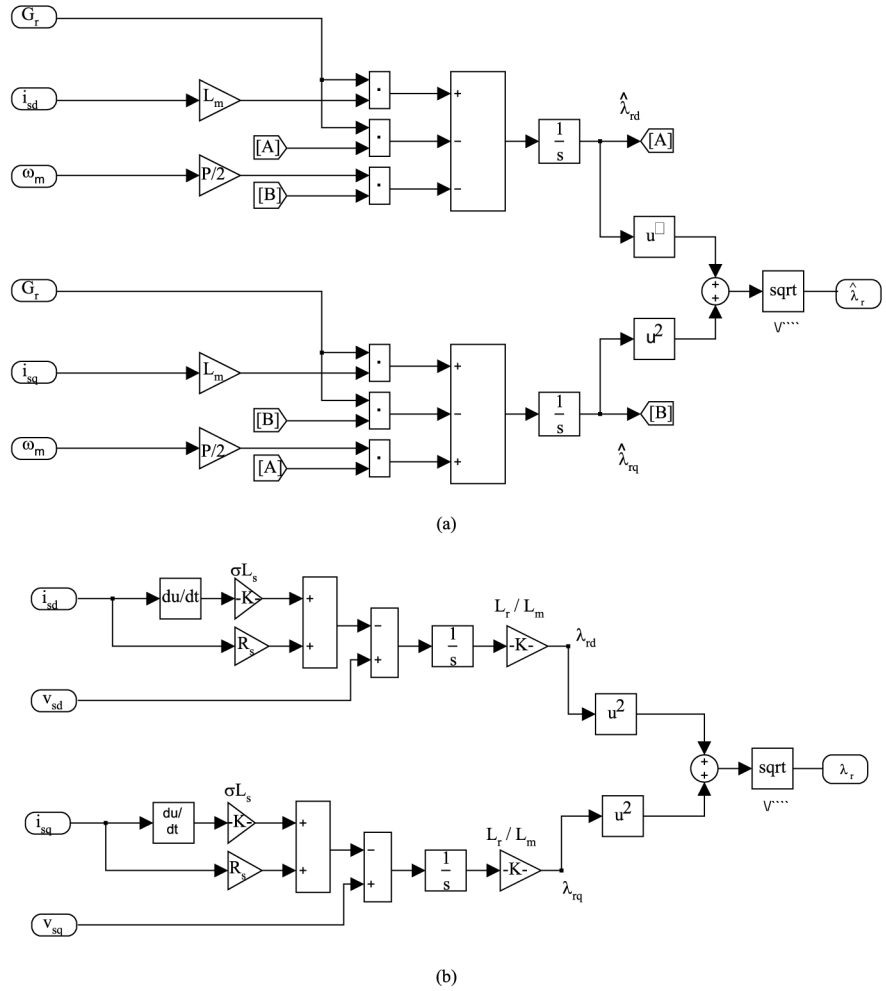 G_r
i_sd
L_m
[A]
ω_m
P/2
[B]
·
·
·
+
−
−
1
s
λ̂_rd
[A]
u□
+
+
sqrt
\/````
λ̂_r
G_r
i_sq
L_m
[B]
ω_m
P/2
[A]
·
·
·
+
−
+
1
s
u²
[B]
λ̂_rq
(a)
i_sd
du/dt
σL_s
-K-
R_s
+
+
−
+
1
s
L_r / L_m
-K-
λ_rd
v_sd
u²
+
+
sqrt
\/````
λ_r
i_sq
du/
dt
σL_s
-K-
R_s
+
+
−
+
1
s
L_r / L_m
-K-
λ_rq
u²
v_sq
(b)